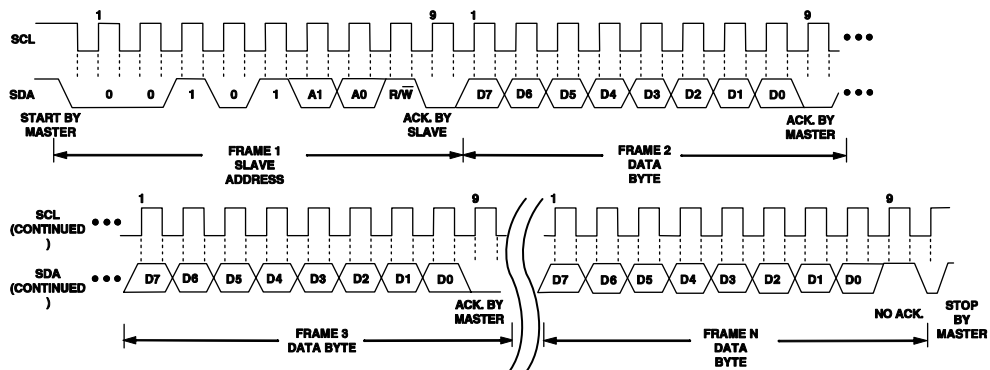 1 9 1 9
SCL
SDA 0 0 1 0 1 A1 A0 R/W̅ D7 D6 D5 D4 D3 D2 D1 D0
START BY
MASTER
ACK. BY
SLAVE
ACK. BY
MASTER
FRAME 1
SLAVE
ADDRESS
FRAME 2
DATA
BYTE
1 9 1 9
SCL
(CONTINUED
)
SDA
(CONTINUED
)
D7 D6 D5 D4 D3 D2 D1 D0 D7 D6 D5 D4 D3 D2 D1 D0
ACK. BY
MASTER
NO ACK.
STOP
BY
MASTER
FRAME 3
DATA BYTE
FRAME N
DATA
BYTE